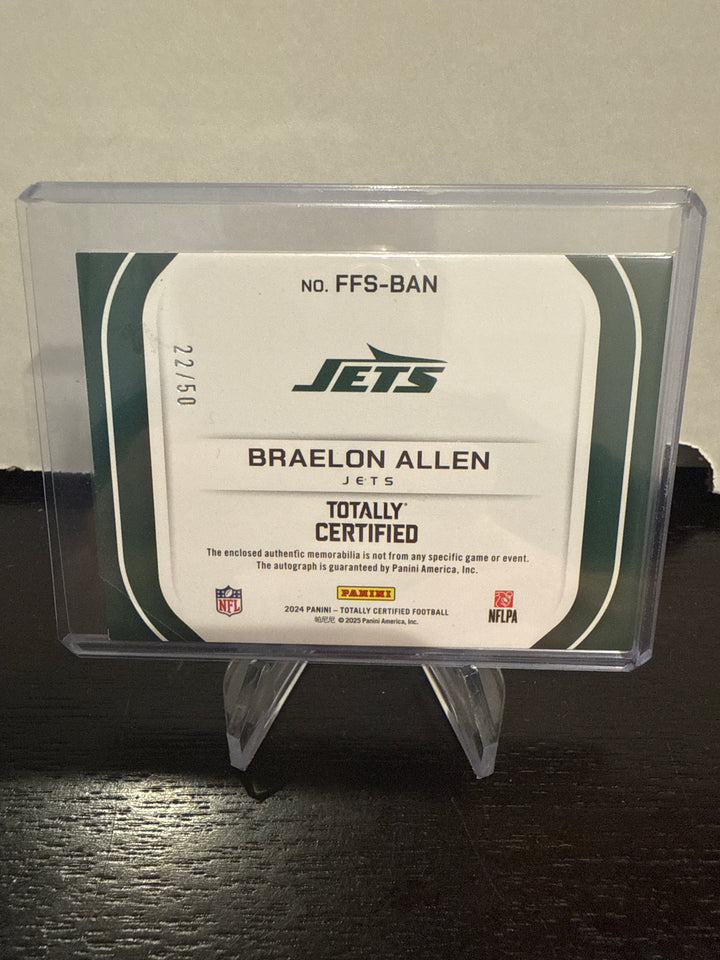 NO. FFS-BAN
22/50
JETS
BRAELON ALLEN
JETS
TOTALLY
CERTIFIED
The enclosed authentic memorabilia is not from any specific game or event.
The autograph is guaranteed by Panini America, Inc.
NFL
PANINI
NFLPA
2024 PANINI – TOTALLY CERTIFIED FOOTBALL
帕尼尼 © 2025 Panini America, Inc.